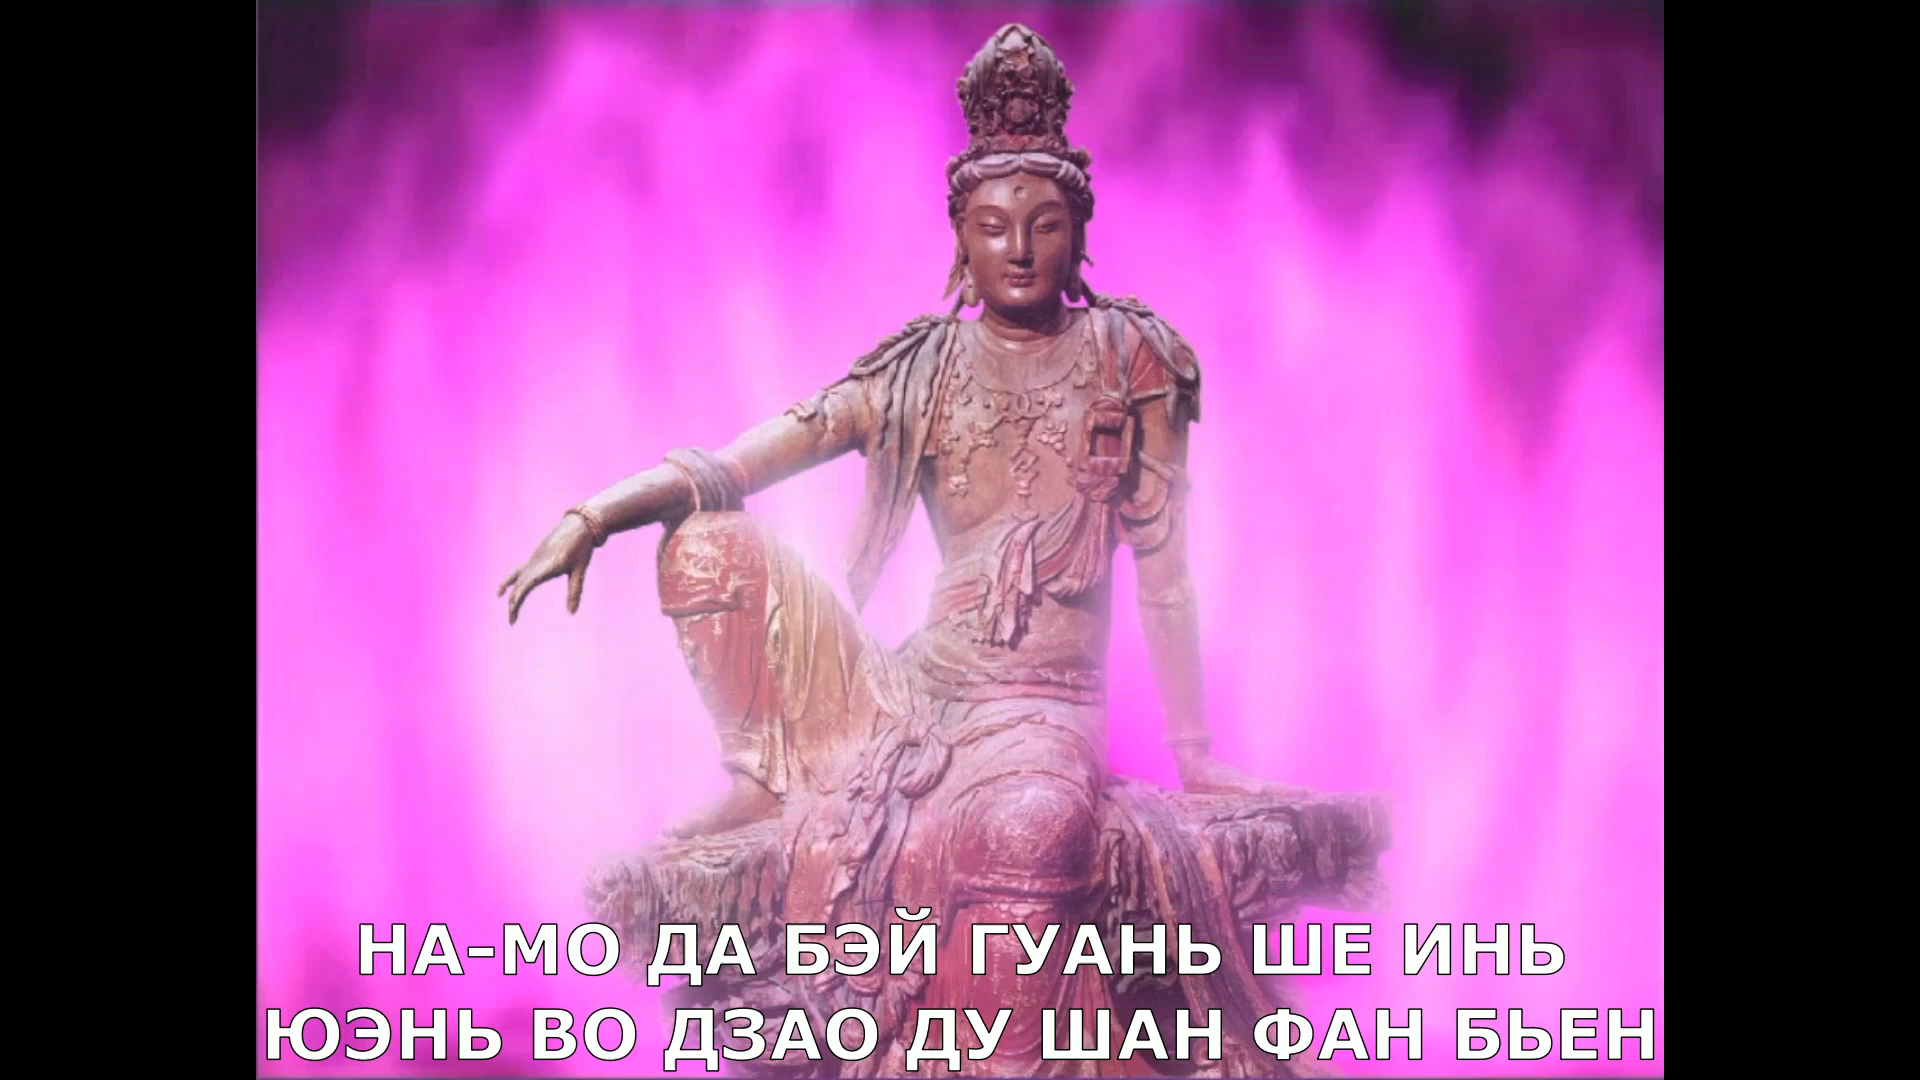 НА-МО ДА БЭЙ ГУАНЬ ШЕ ИНЬ
ЮЭНЬ ВО ДЗАО ДУ ШАН ФАН БЬЕН